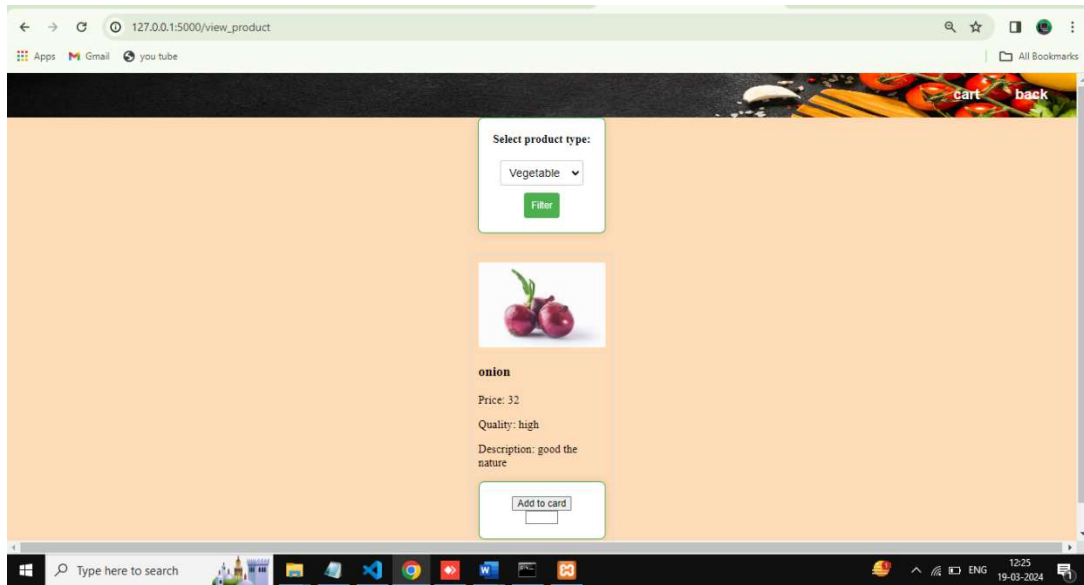 127.0.0.1:5000/view_product
Apps Gmail you tube All Bookmarks
cart back
Select product type:
Vegetable
Filter
onion
Price: 32
Quality: high
Description: good the
nature
Add to card
Type here to search
ENG
12:25
19-03-2024